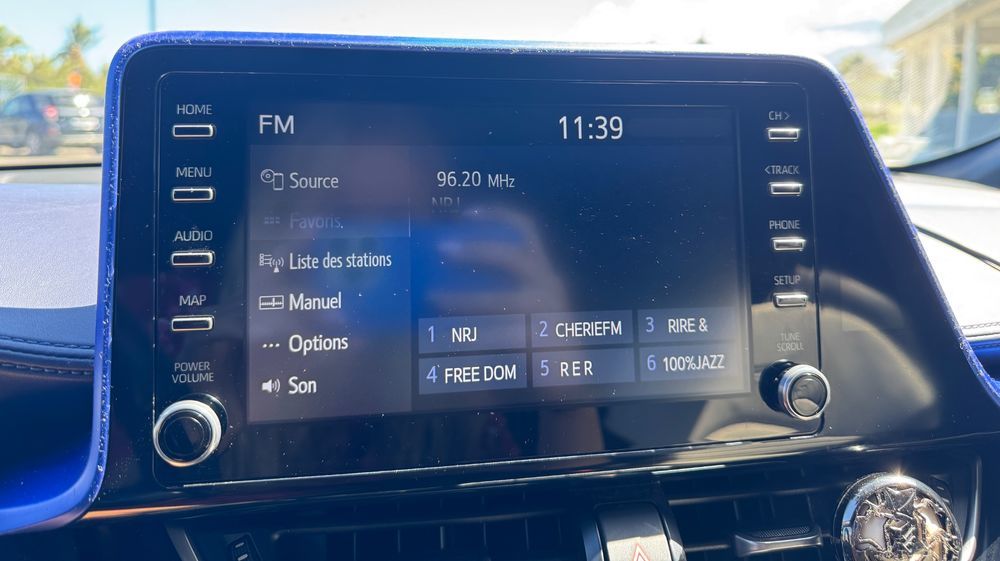 HOME
MENU
AUDIO
MAP
POWER
VOLUME
FM
11:39
Source
Favoris
Liste des stations
Manuel
Options
Son
96.20 MHz
NRJ
1 NRJ
2 CHERIEFM
3 RIRE &
4 FREE DOM
5 RER
6 100%JAZZ
CH >
< TRACK
PHONE
SETUP
TUNE
SCROLL